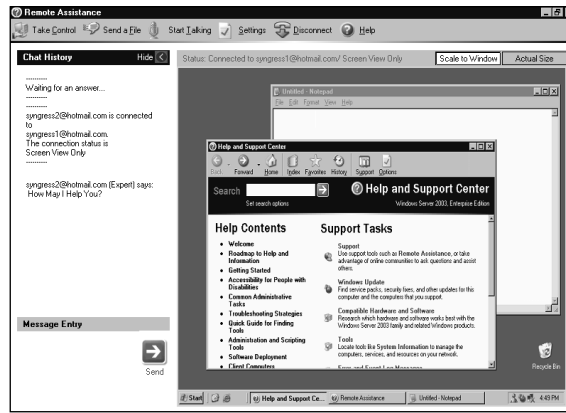 Remote Assistance
Take Control Send a File Start Talking Settings Disconnect Help
Chat History Hide
Status: Connected to syngress1@hotmail.com/ Screen View Only Scale to Window Actual Size
----------
Waiting for an answer...
----------
----------
syngress2@hotmail.com is connected
to
syngress1@hotmail.com.
The connection status is
Screen View Only
----------
syngress2@hotmail.com (Expert) says:
How May I Help You?
Message Entry
Send
Untitled - Notepad
File Edit Format View Help
Help and Support Center
Back Forward Home Index Favorites History Support Options
Search
Set search options
Help and Support Center
Windows Server 2003, Enterprise Edition
Help Contents
• Welcome
• Roadmap to Help and
Information
• Getting Started
• Accessibility for People with
Disabilities
• Common Administrative
Tasks
• Troubleshooting Strategies
• Quick Guide for Finding
Tools
• Administration and Scripting
Tools
• Software Deployment
• Client Computers
Support Tasks
Support
Use support tools such as Remote Assistance, or take
advantage of online communities to ask questions and assist
others.
Windows Update
Find service packs, security fixes, and other updates for this
computer and the computers that you support.
Compatible Hardware and Software
Research which hardware and software works best with the
Windows Server 2003 family and related Windows products.
Tools
Locate tools like System Information to manage the
computers, services, and resources on your network.
Error and Event Log Messages
Recycle Bin
Start Help and Support Ce... Remote Assistance Untitled - Notepad 4:49 PM